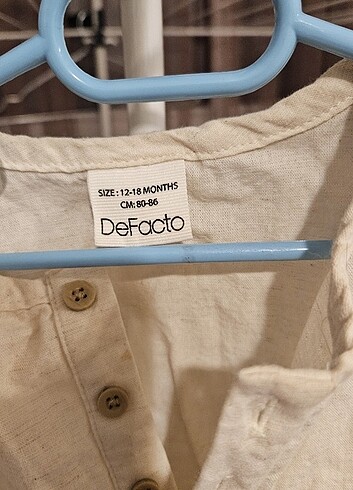 SIZE : 12-18 MONTHS
CM: 80-86
DeFacto